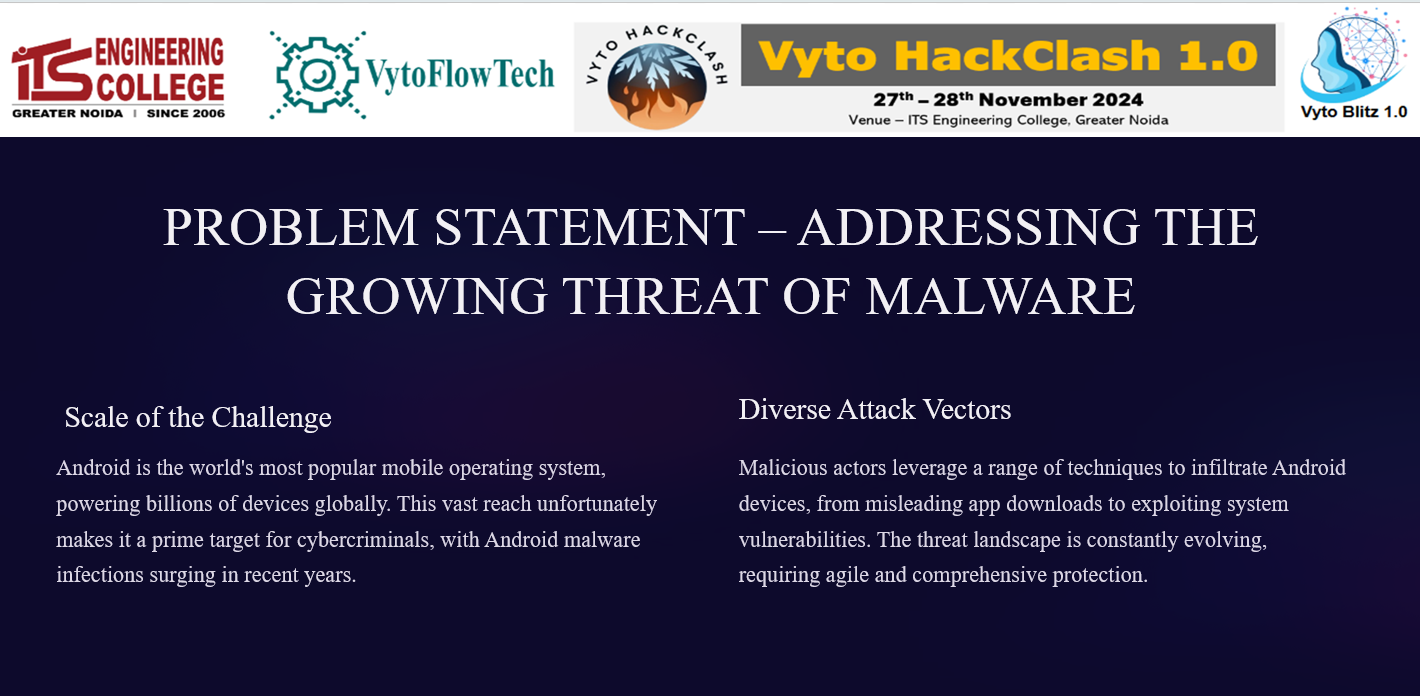 iTS ENGINEERING
COLLEGE
GREATER NOIDA | SINCE 2006
VytoFlowTech
VYTO HACKCLASH
Vyto HackClash 1.0
27th – 28th November 2024
Venue – ITS Engineering College, Greater Noida
Vyto Blitz 1.0
PROBLEM STATEMENT – ADDRESSING THE
GROWING THREAT OF MALWARE
Scale of the Challenge
Android is the world's most popular mobile operating system,
powering billions of devices globally. This vast reach unfortunately
makes it a prime target for cybercriminals, with Android malware
infections surging in recent years.
Diverse Attack Vectors
Malicious actors leverage a range of techniques to infiltrate Android
devices, from misleading app downloads to exploiting system
vulnerabilities. The threat landscape is constantly evolving,
requiring agile and comprehensive protection.